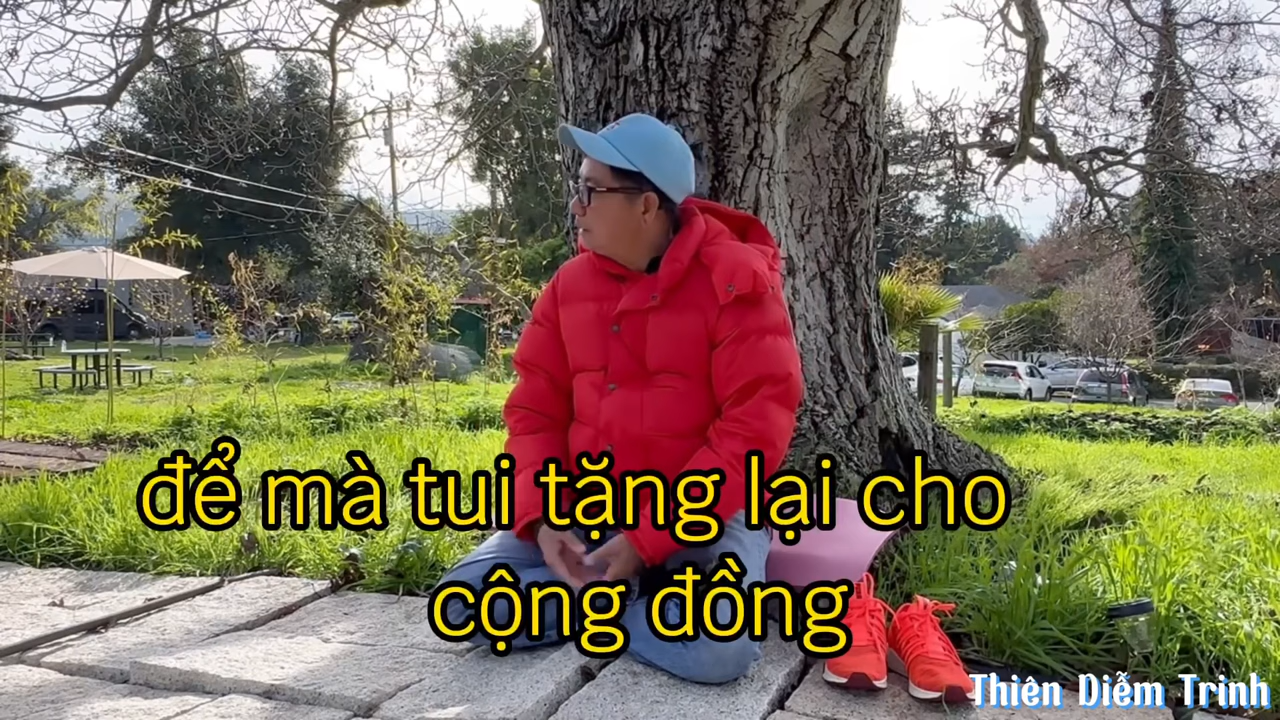 để mà tui tặng lại cho
cộng đồng
Thiên Diễm Trinh